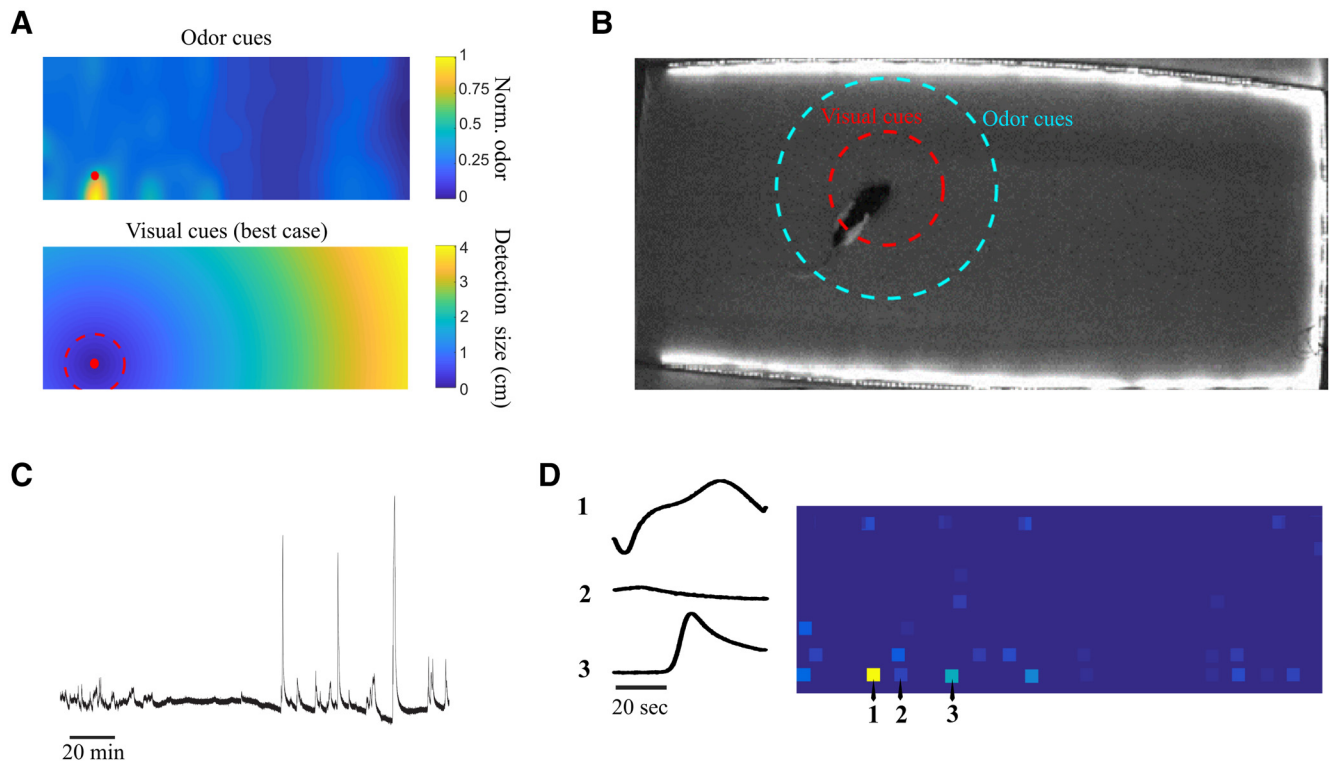 A
Odor cues
1
0.75
0.5
0.25
0
Norm. odor
Visual cues (best case)
4
3
2
1
0
Detection size (cm)
B
Visual cues
Odor cues
C
20 min
D
1
2
3
20 sec
1
2
3